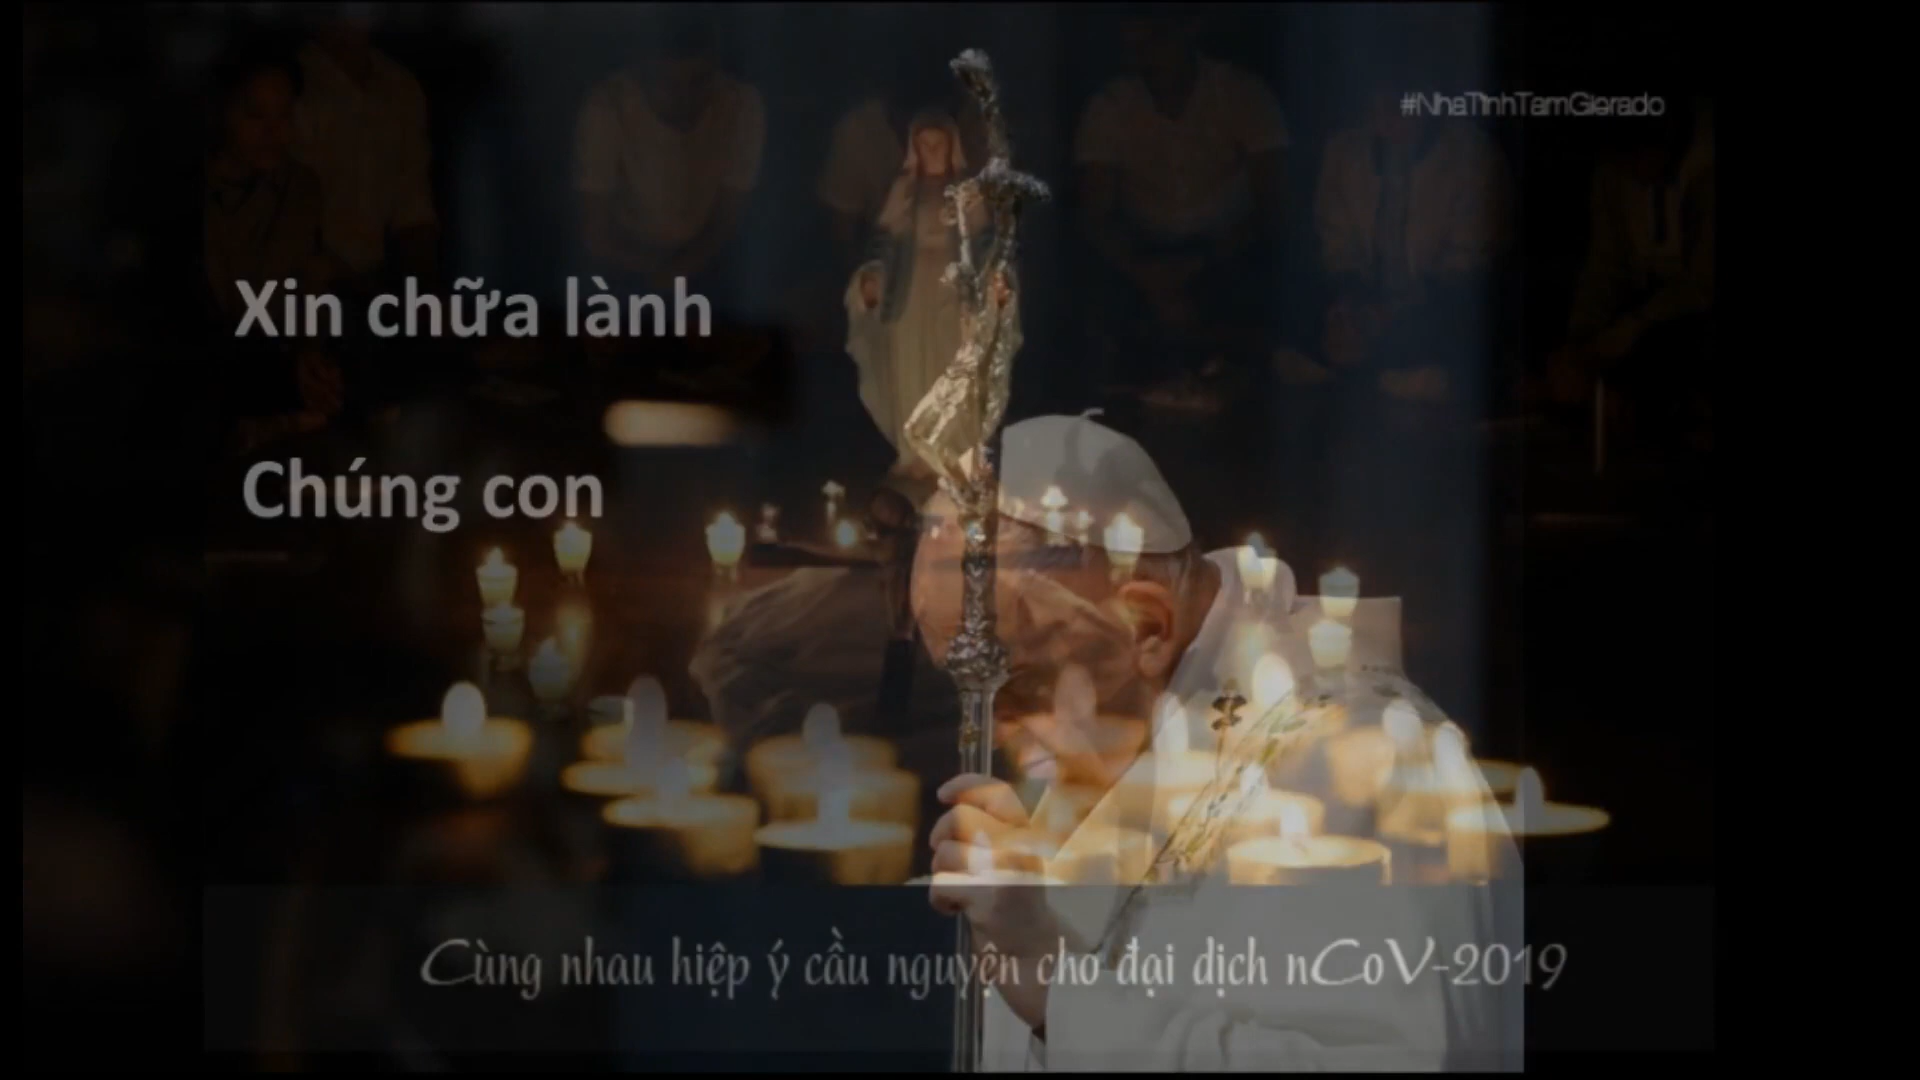 #NhaTinhTamGierado
Xin chữa lành
Chúng con
Cùng nhau hiệp ý cầu nguyện cho đại dịch nCoV-2019